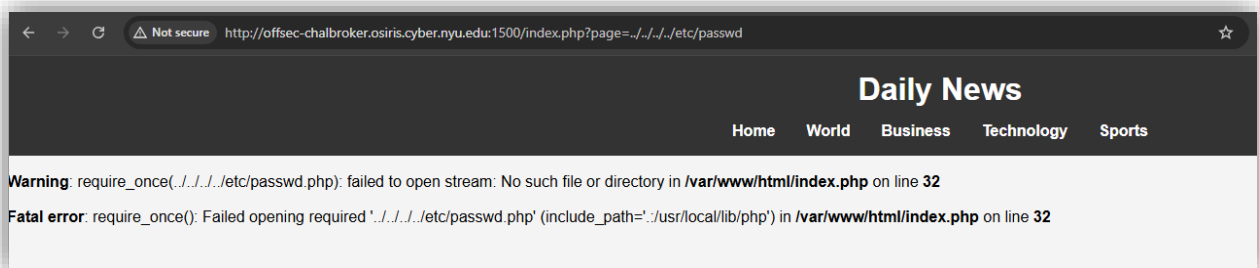 Not secure http://offsec-chalbroker.osiris.cyber.nyu.edu:1500/index.php?page=../../../../etc/passwd
Daily News
Home World Business Technology Sports
Warning: require_once(../../../../etc/passwd.php): failed to open stream: No such file or directory in /var/www/html/index.php on line 32
Fatal error: require_once(): Failed opening required '../../../../etc/passwd.php' (include_path='.:/usr/local/lib/php') in /var/www/html/index.php on line 32